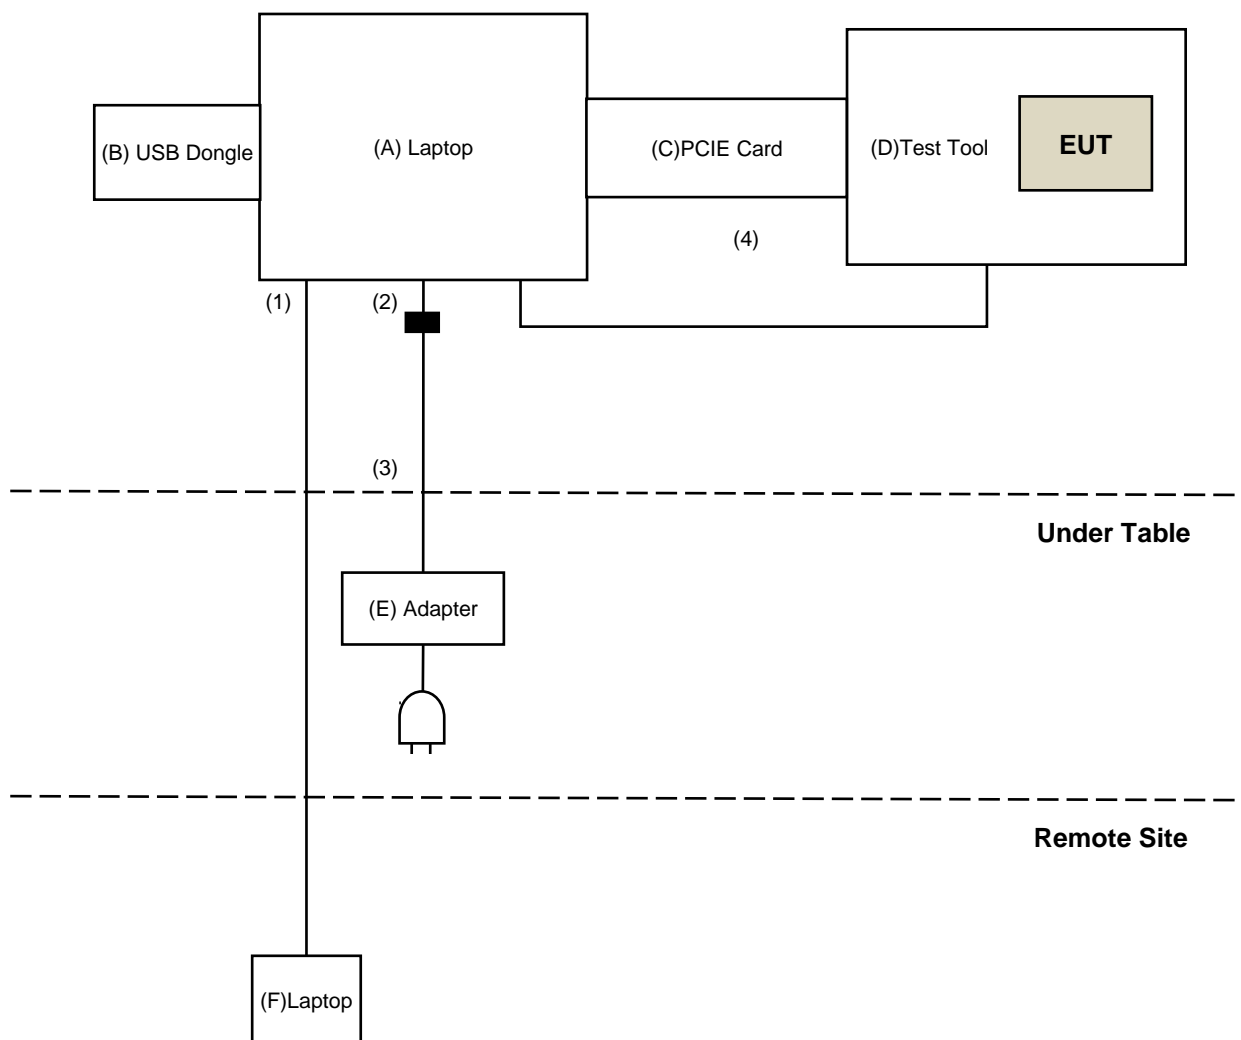 (B) USB Dongle
(A) Laptop
(C)PCIE Card
(D)Test Tool
EUT
(4)
(1)
(2)
(3)
Under Table
(E) Adapter
Remote Site
(F)Laptop